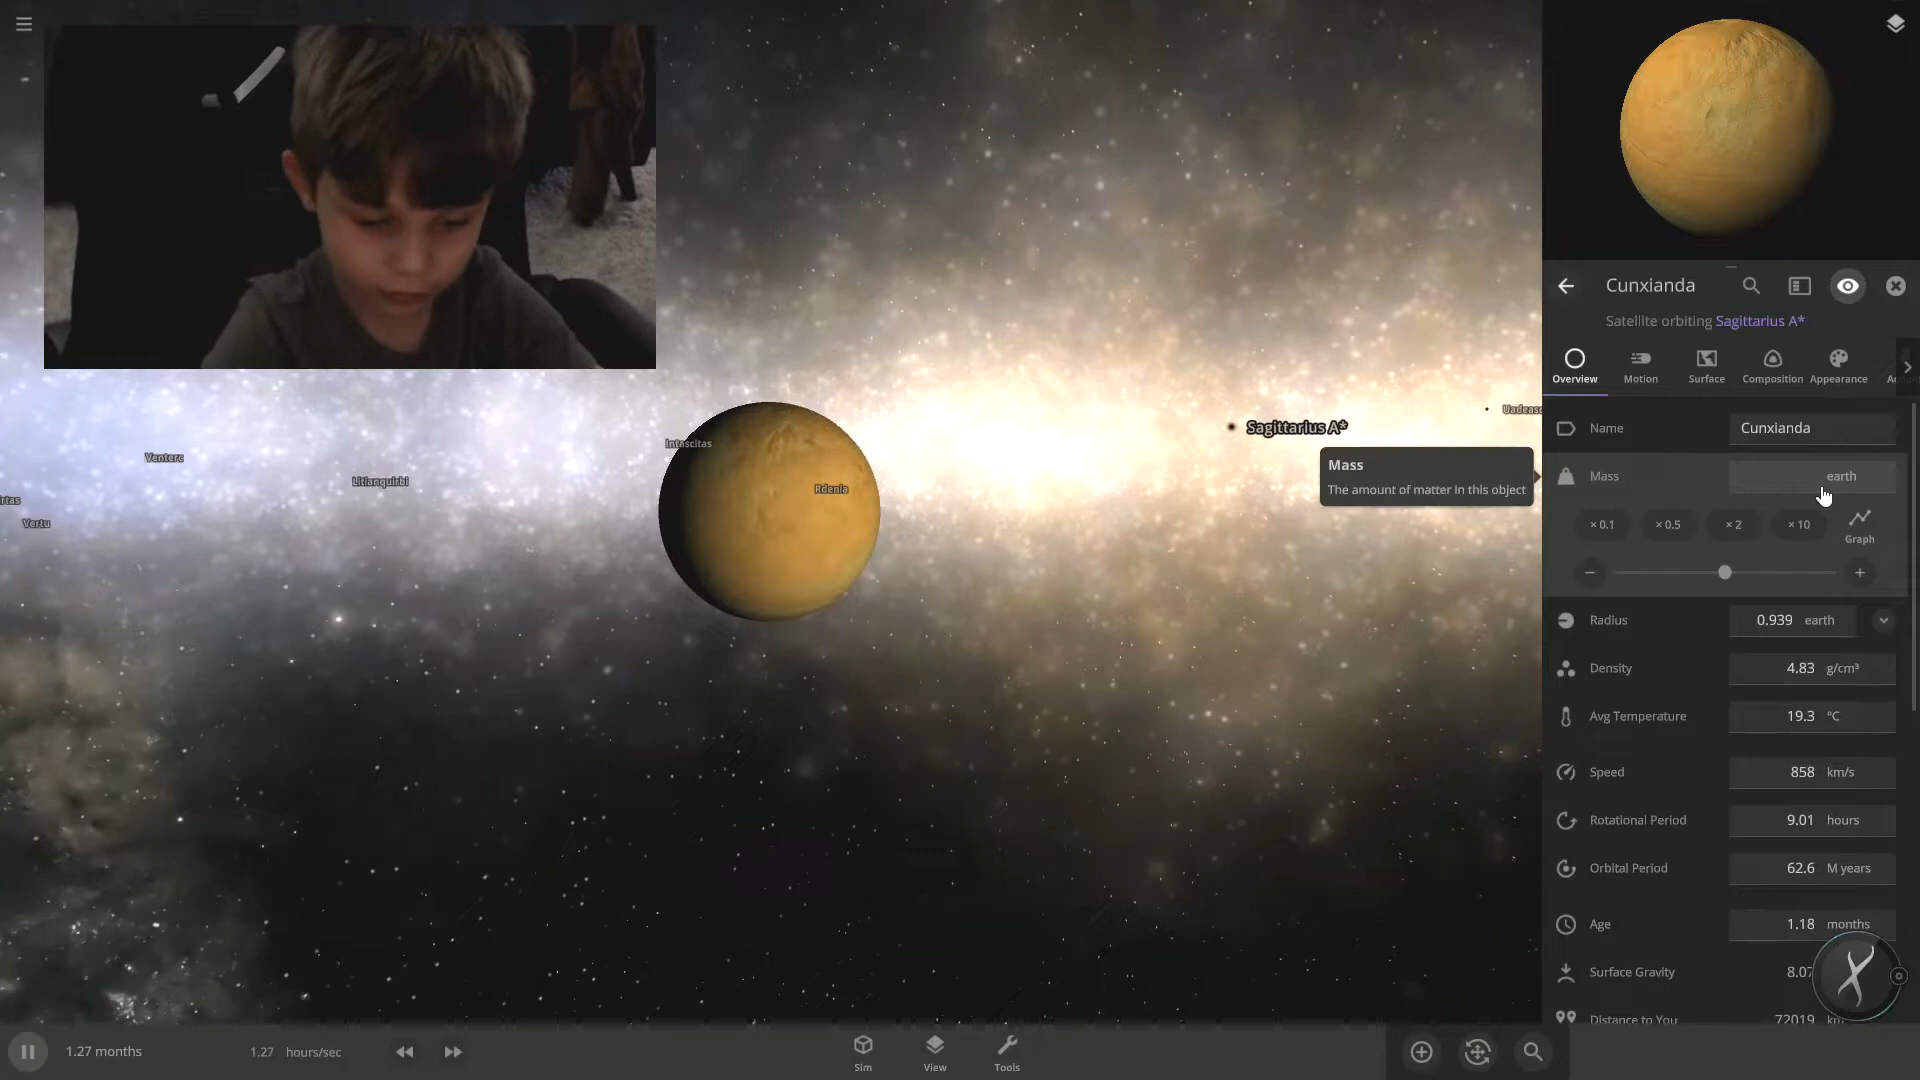 Cunxianda
Satellite orbiting Sagittarius A*
Overview
Motion
Surface
Composition
Appearance
Name
Cunxianda
Mass
earth
× 0.1
× 0.5
× 2
× 10
Graph
Radius
0.939 earth
Density
4.83 g/cm³
Avg Temperature
19.3 °C
Speed
858 km/s
Rotational Period
9.01 hours
Orbital Period
62.6 M years
Age
1.18 months
Surface Gravity
8.07
Distance to You
72019 km
Mass
The amount of matter in this object
Sagittarius A*
Intascitas
Rdenia
Venterc
Litianquirbi
Vertu
1.27 months
1.27 hours/sec
Sim
View
Tools